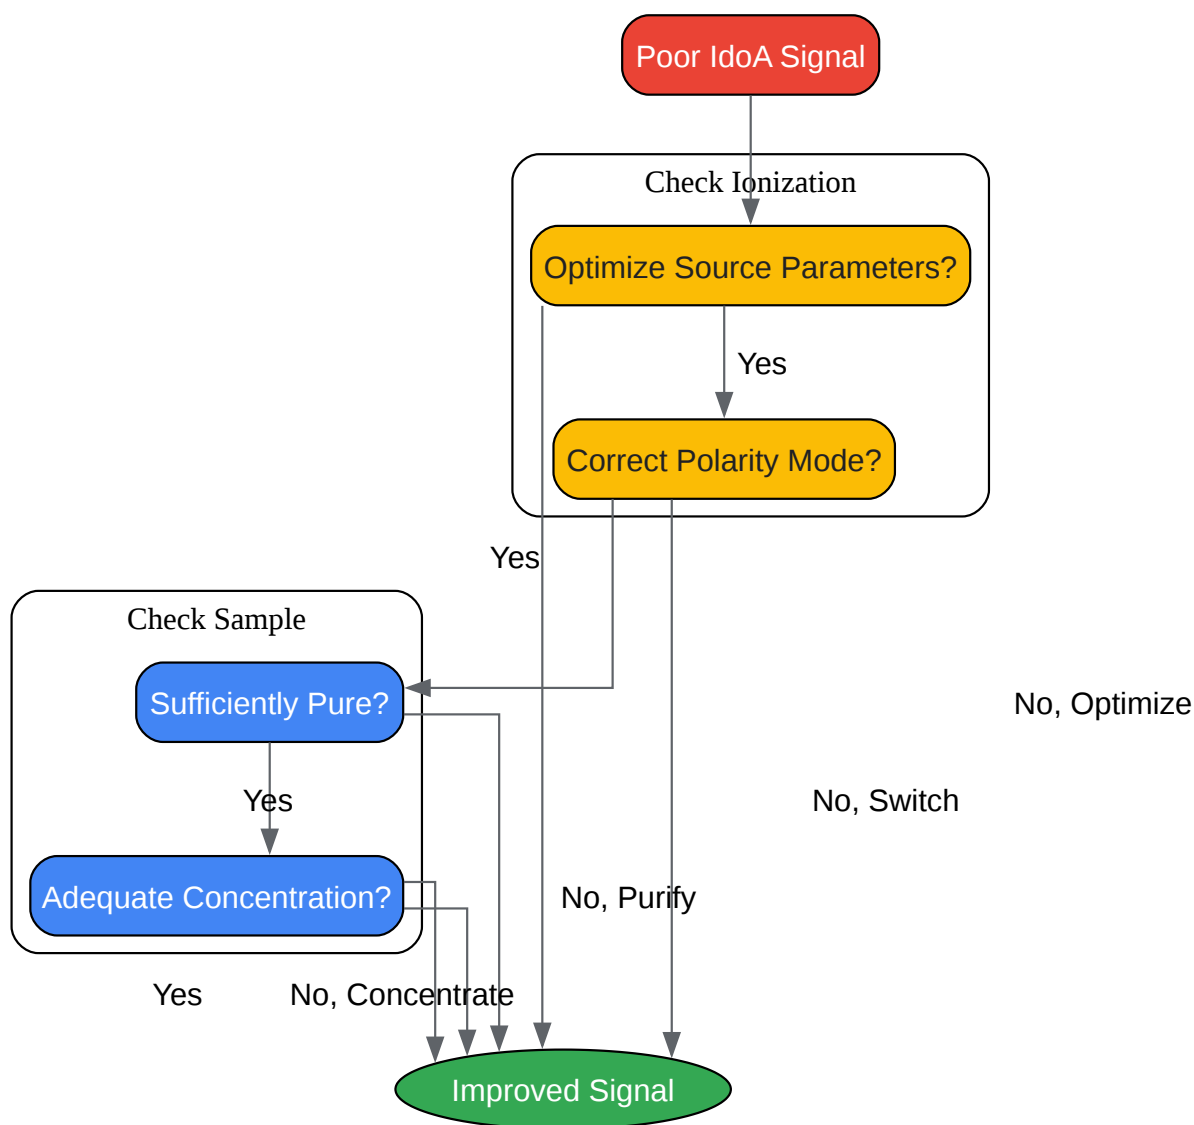 Poor IdoA Signal
Check Ionization
Optimize Source Parameters?
Yes
Correct Polarity Mode?
Yes
Check Sample
Sufficiently Pure?
No, Optimize
Yes
No, Switch
Adequate Concentration?
No, Purify
Yes
No, Concentrate
Improved Signal